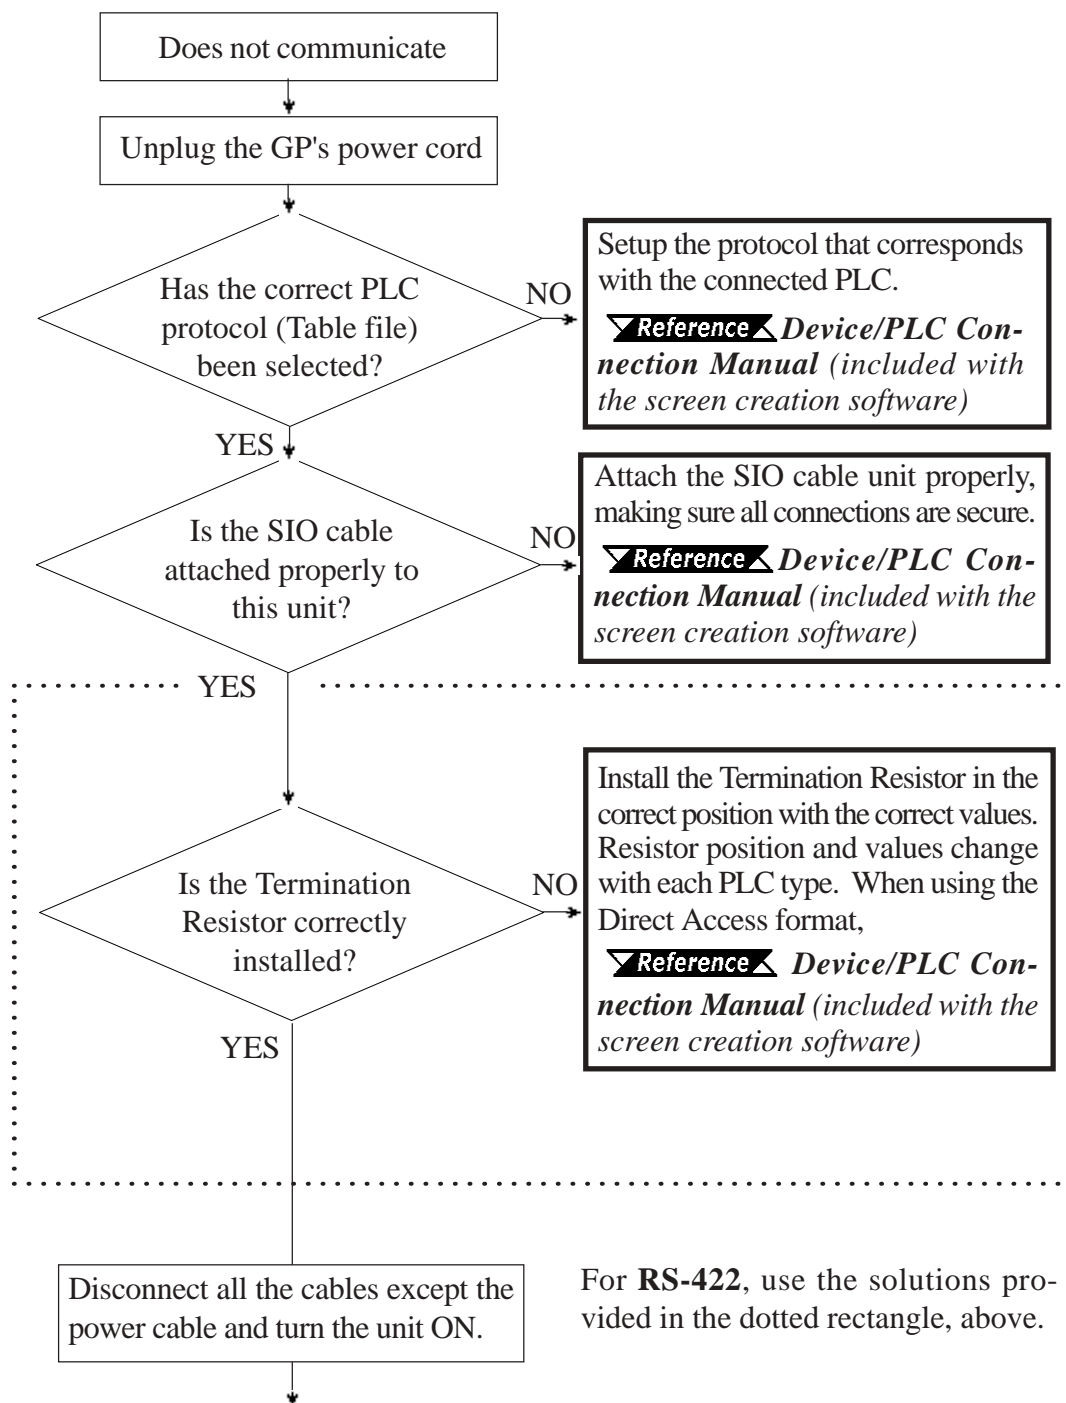 Does not communicate
Unplug the GP's power cord
Has the correct PLC
protocol (Table file)
been selected?
NO
Setup the protocol that corresponds
with the connected PLC.
Reference Device/PLC Con-
nection Manual (included with
the screen creation software)
YES
Is the SIO cable
attached properly to
this unit?
NO
Attach the SIO cable unit properly,
making sure all connections are secure.
Reference Device/PLC Con-
nection Manual (included with the
screen creation software)
YES
Is the Termination
Resistor correctly
installed?
NO
Install the Termination Resistor in the
correct position with the correct values.
Resistor position and values change
with each PLC type. When using the
Direct Access format,
Reference Device/PLC Con-
nection Manual (included with the
screen creation software)
YES
Disconnect all the cables except the
power cable and turn the unit ON.
For RS-422, use the solutions pro-
vided in the dotted rectangle, above.